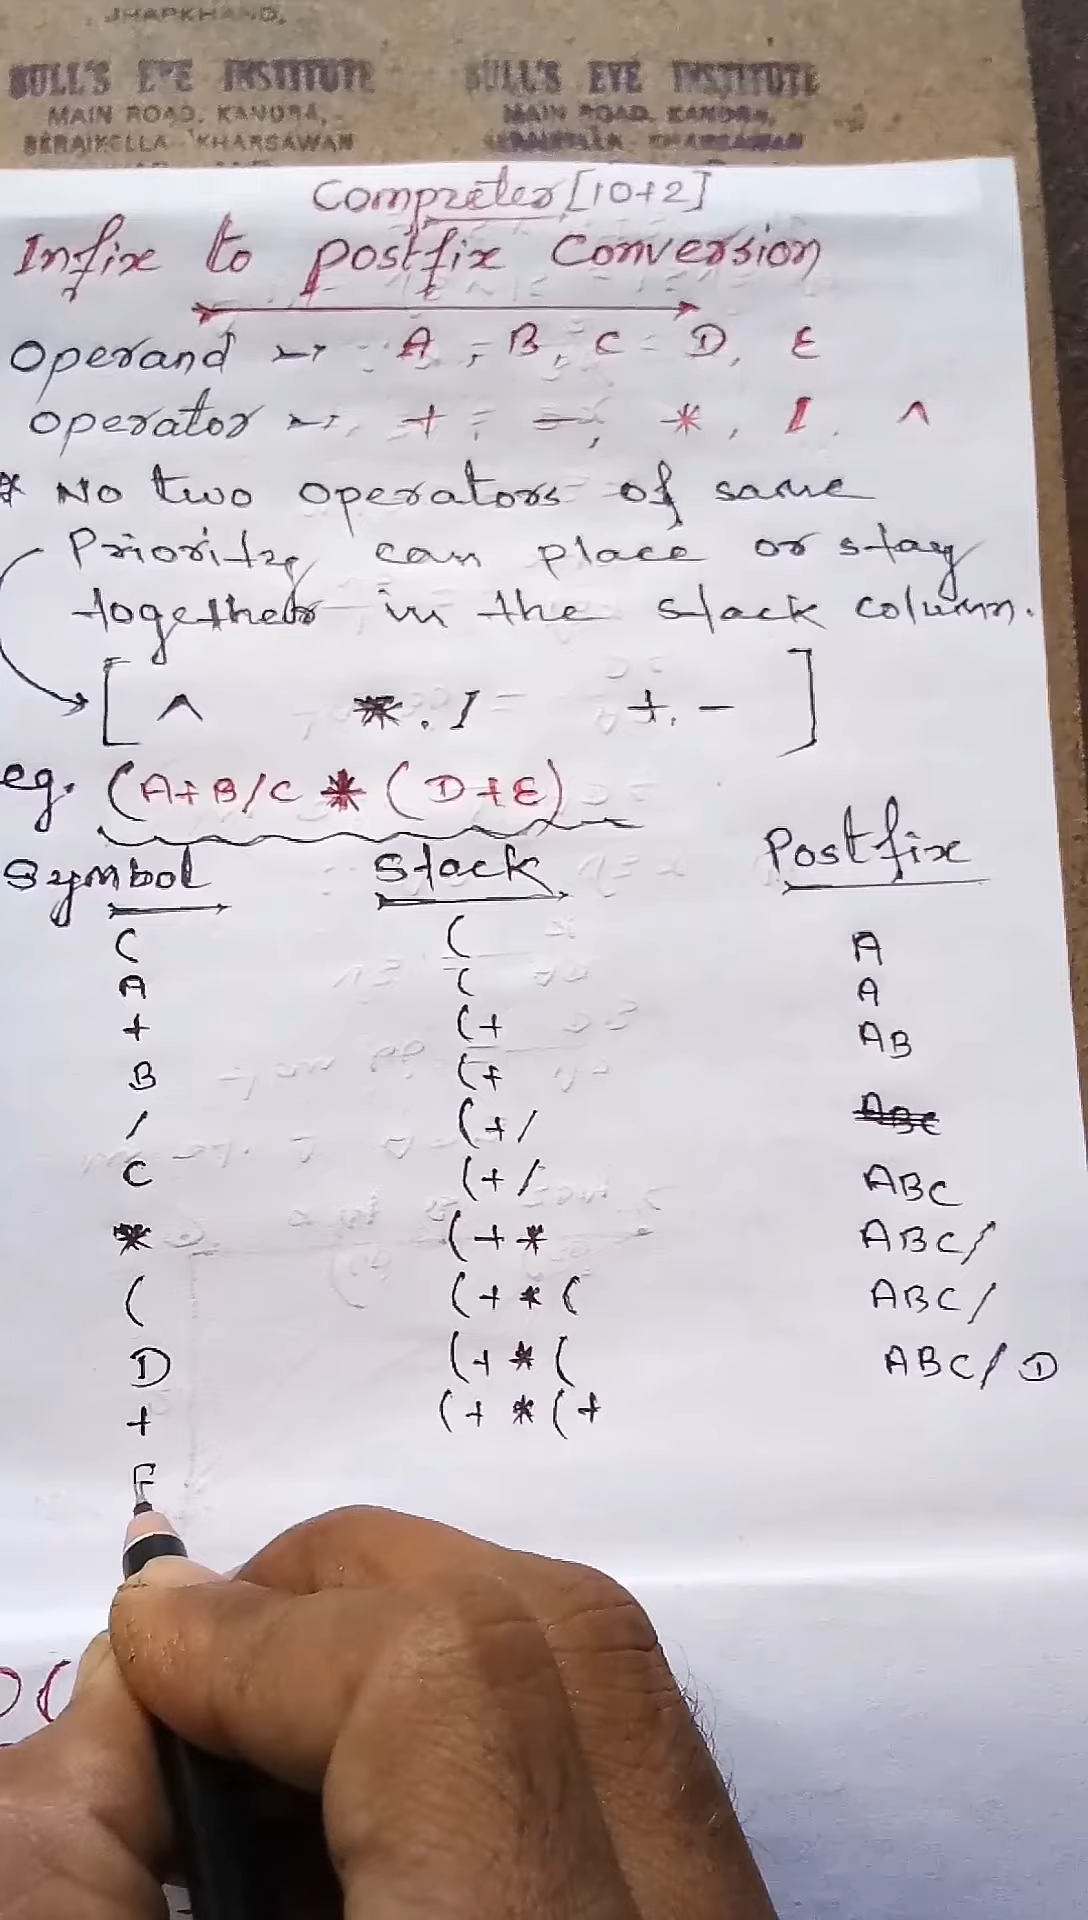 JHARKHAND,
BULL'S EYE INSTITUTE BULL'S EYE INSTITUTE
MAIN ROAD, KANDRA, MAIN ROAD, KANDRA,
SERAIKELLA KHARSAWAN SERAIKELLA KHARSAWAN
Computer [10+2]
Infix to postfix Conversion
Operand → A, B, C, D, E
Operator → +, -, *, /, ^
* No two operators of same
Priority can place or stay
together in the stack column.
[ ^ *, / +, - ]
eg. (A+B/C * (D+E)
Symbol Stack Postfix
( ( A
A ( A
+ (+ AB
B (+
/ (+/ ABC
C (+/ ABC
* (+* ABC/
( (+*( ABC/
D (+*( ABC/D
+ (+*(+
E